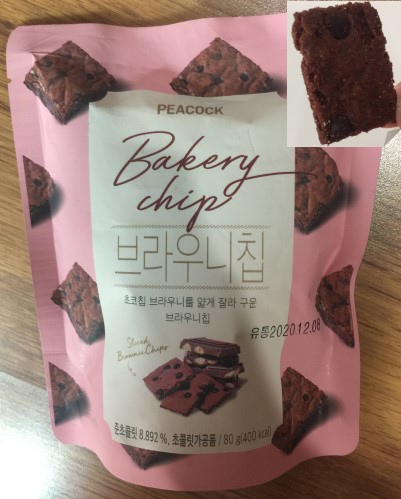 PEACOCK
Bakery
chip
브라우니칩
초코칩 브라우니를 얇게 잘라 구운
브라우니칩
유통2020.12.08
Sliced
Brownie Chips
준초콜릿 8.892 %, 초콜릿가공품 / 80 g(400 kcal)